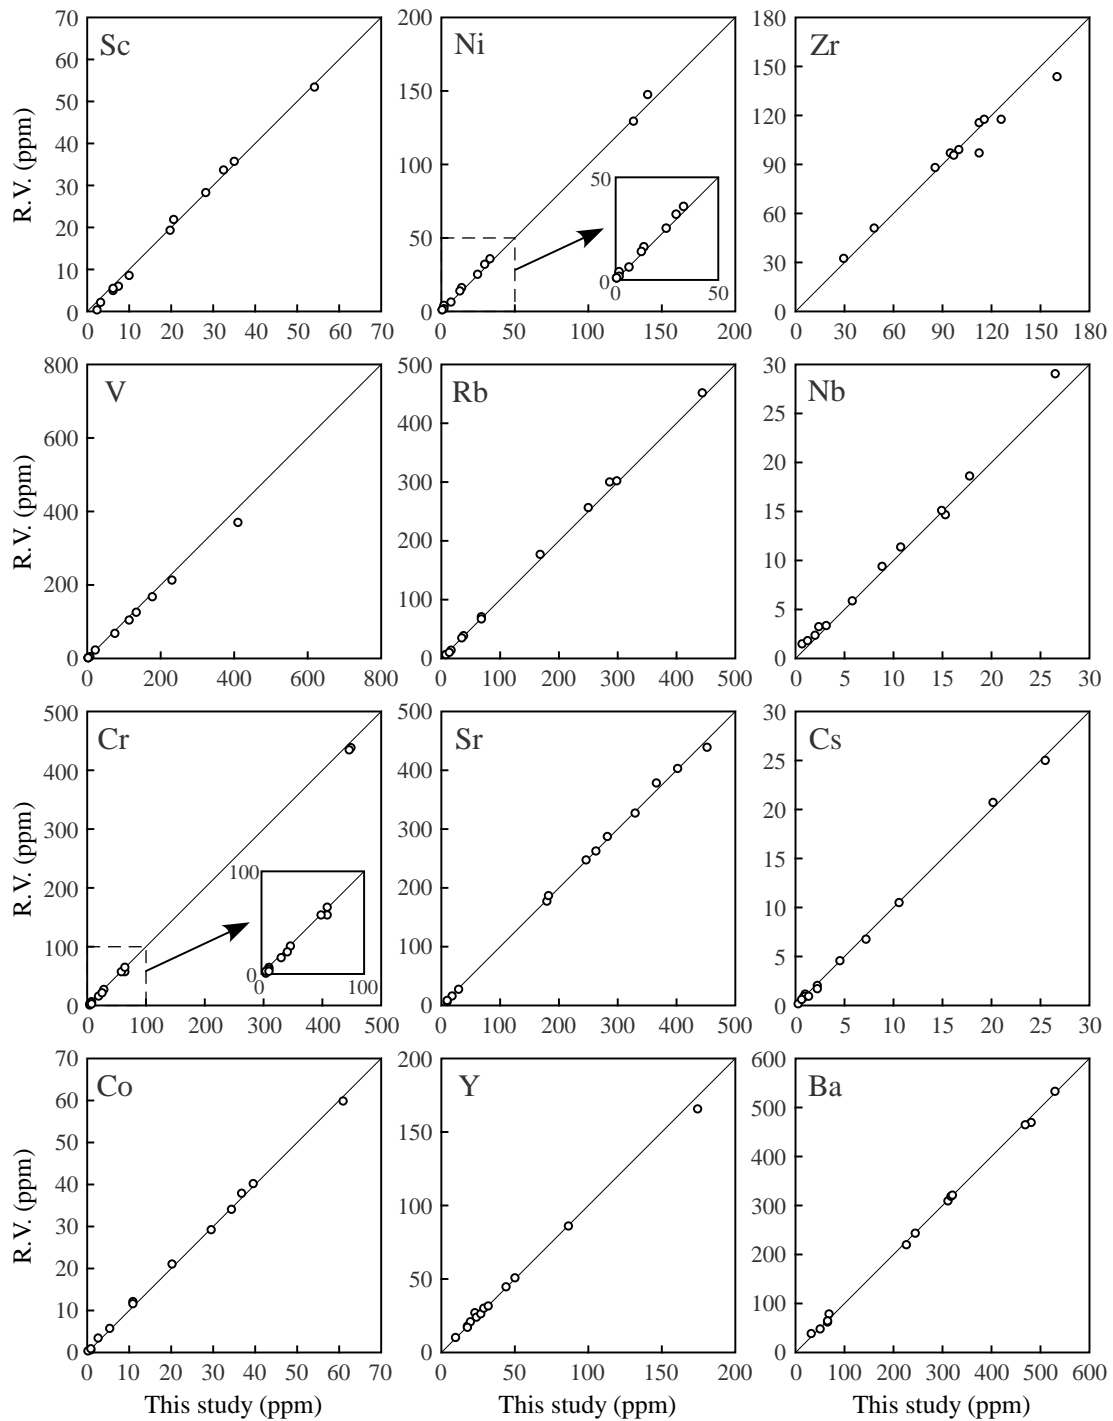 Sc
R.V. (ppm)
70
60
50
40
30
20
10
0
0 10 20 30 40 50 60 70
Ni
200
150
100
50
0
0 50 100 150 200
50
0
0 50
Zr
180
150
120
90
60
30
0
0 30 60 90 120 150 180
V
R.V. (ppm)
800
600
400
200
0
0 200 400 600 800
Rb
500
400
300
200
100
0
0 100 200 300 400 500
Nb
30
25
20
15
10
5
0
0 5 10 15 20 25 30
Cr
R.V. (ppm)
500
400
300
200
100
0
0 100 200 300 400 500
100
0
0 100
Sr
500
400
300
200
100
0
0 100 200 300 400 500
Cs
30
25
20
15
10
5
0
0 5 10 15 20 25 30
Co
R.V. (ppm)
70
60
50
40
30
20
10
0
0 10 20 30 40 50 60 70
This study (ppm)
Y
200
150
100
50
0
0 50 100 150 200
This study (ppm)
Ba
600
500
400
300
200
100
0
0 100 200 300 400 500 600
This study (ppm)